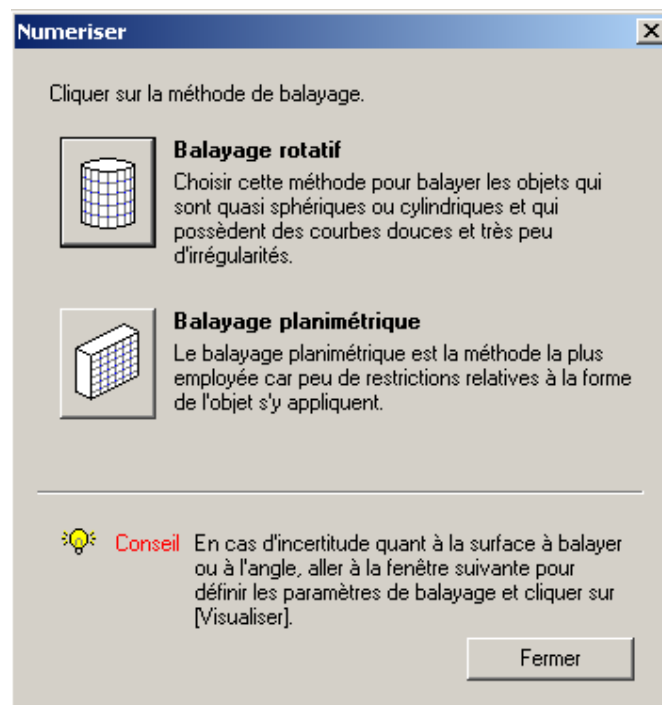 Numeriser
Cliquer sur la méthode de balayage.
Balayage rotatif
Choisir cette méthode pour balayer les objets qui
sont quasi sphériques ou cylindriques et qui
possèdent des courbes douces et très peu
d'irrégularités.
Balayage planimétrique
Le balayage planimétrique est la méthode la plus
employée car peu de restrictions relatives à la forme
de l'objet s'y appliquent.
Conseil En cas d'incertitude quant à la surface à balayer
ou à l'angle, aller à la fenêtre suivante pour
définir les paramètres de balayage et cliquer sur
[Visualiser].
Fermer